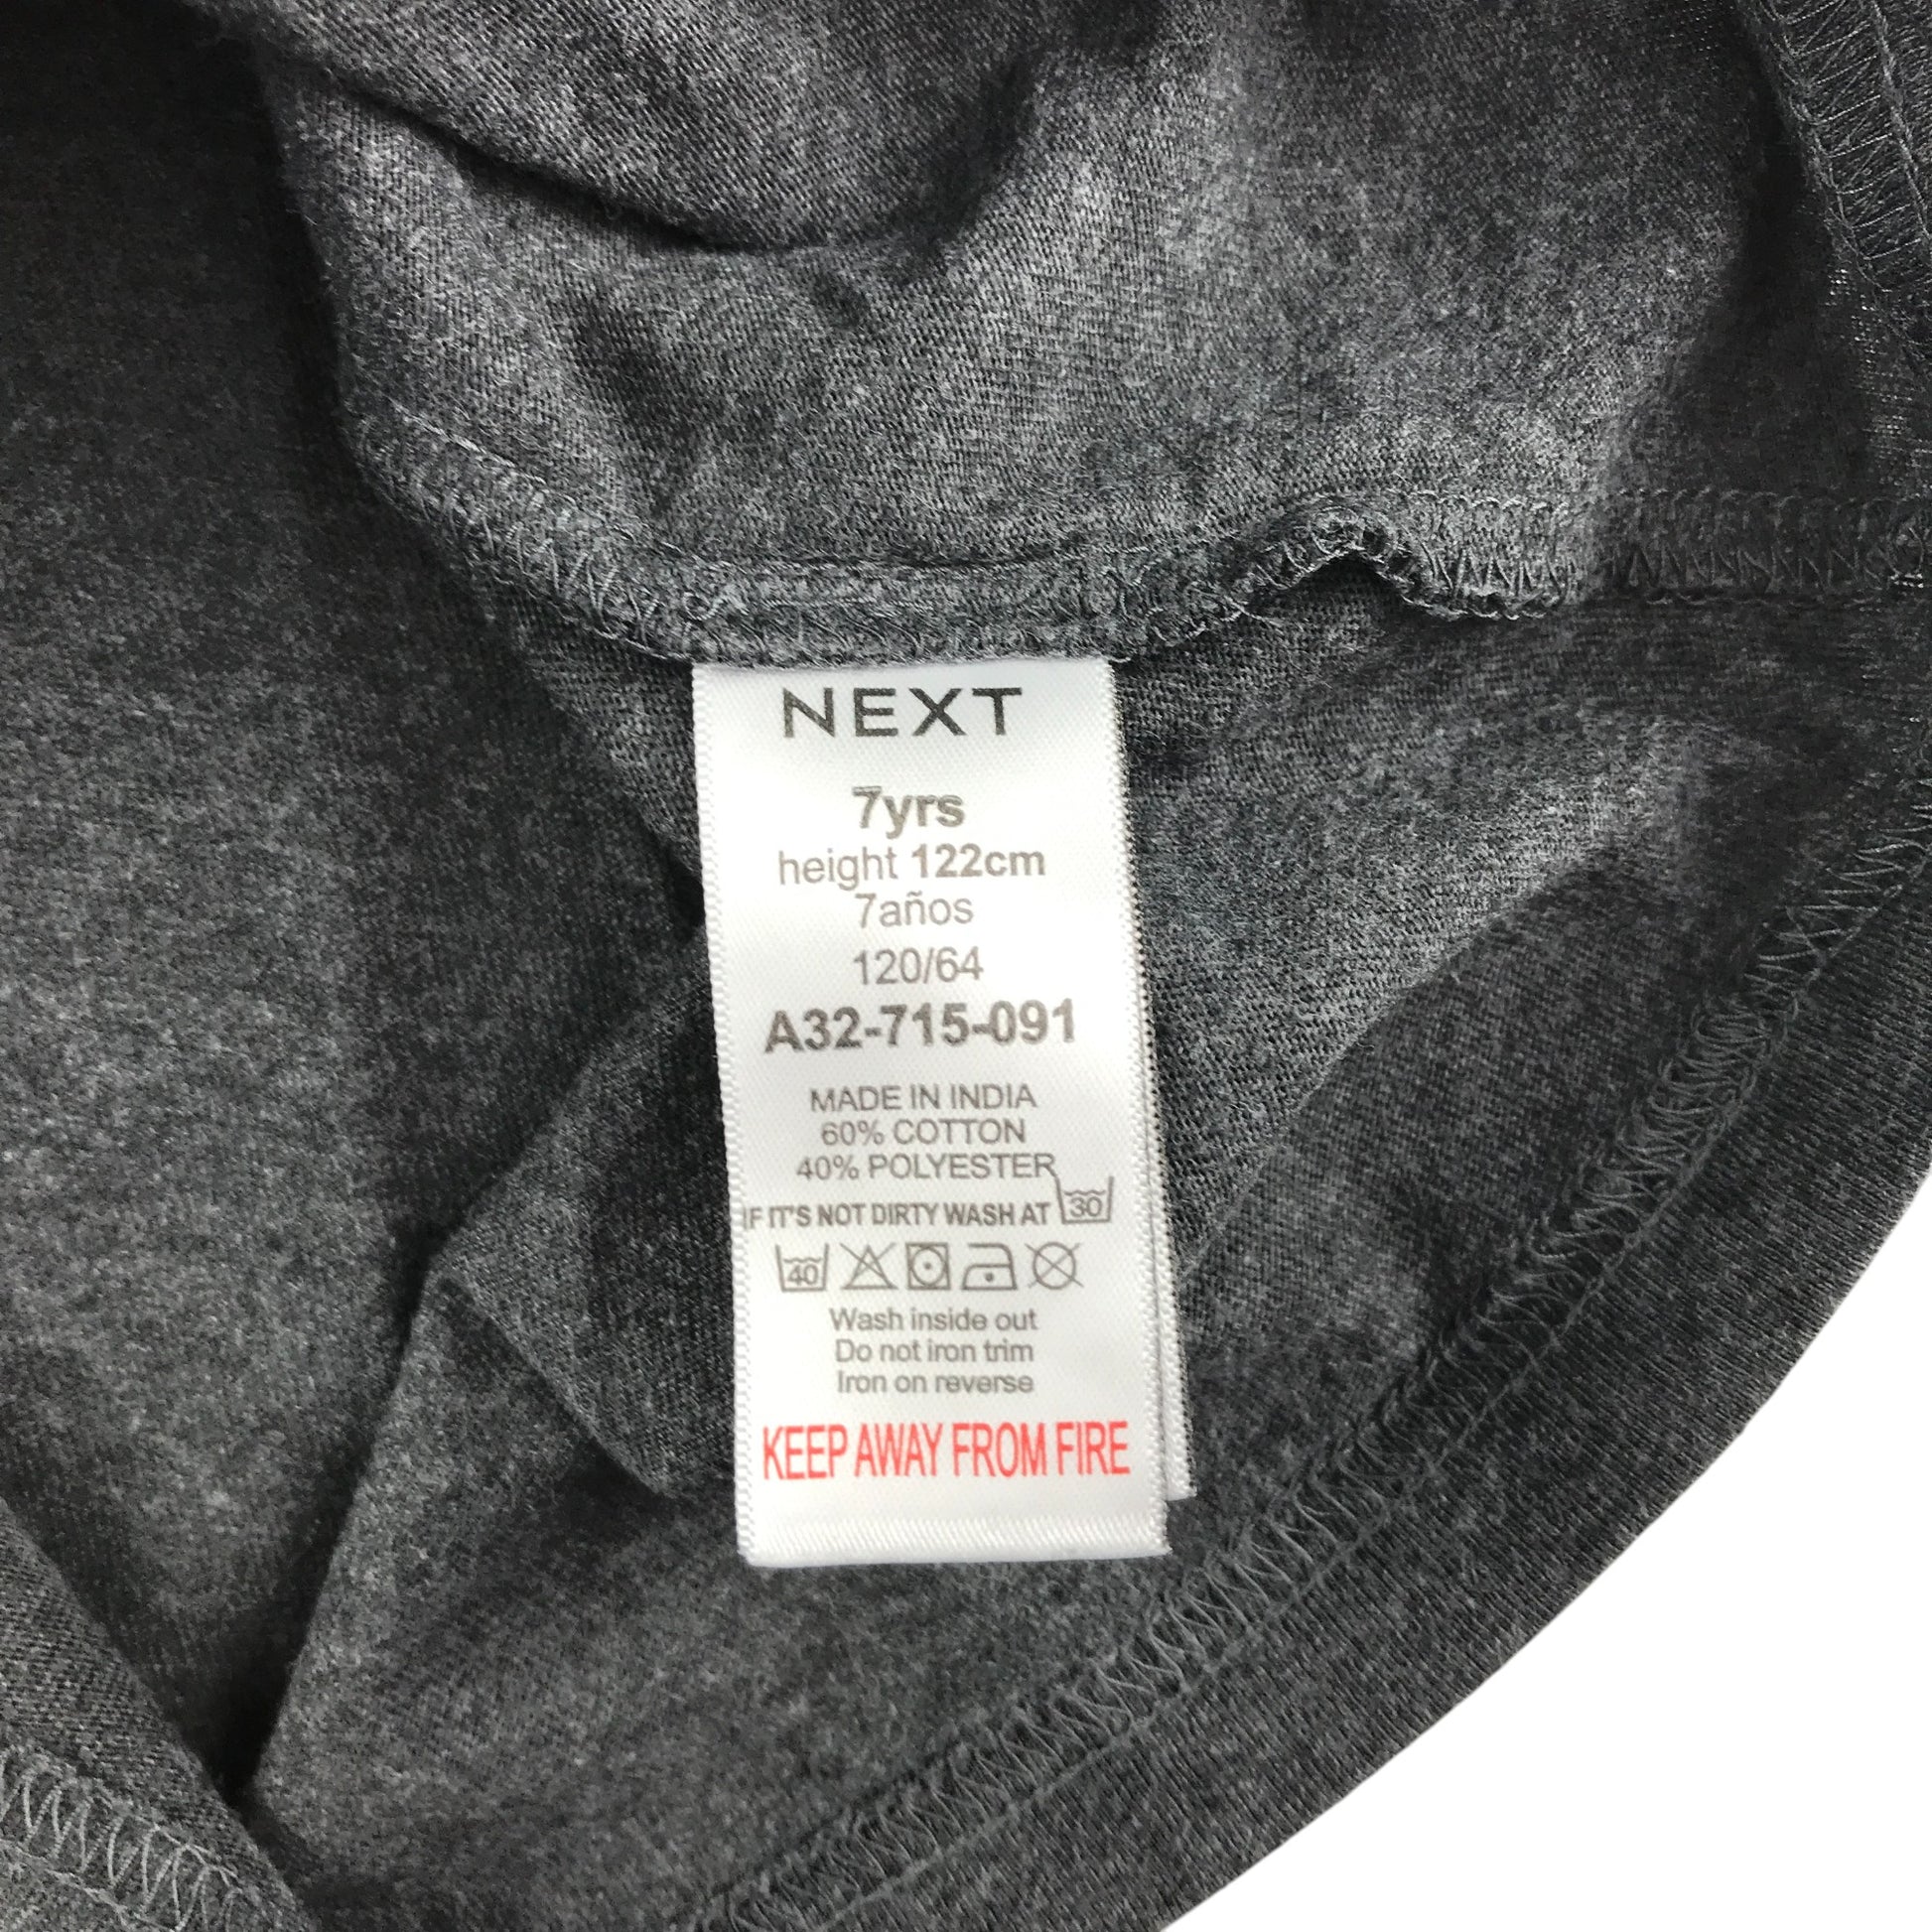 NEXT
7yrs
height 122cm
7años
120/64
A32-715-091
MADE IN INDIA
60% COTTON
40% POLYESTER
IF IT'S NOT DIRTY WASH AT 30
40
Wash inside out
Do not iron trim
Iron on reverse
KEEP AWAY FROM FIRE